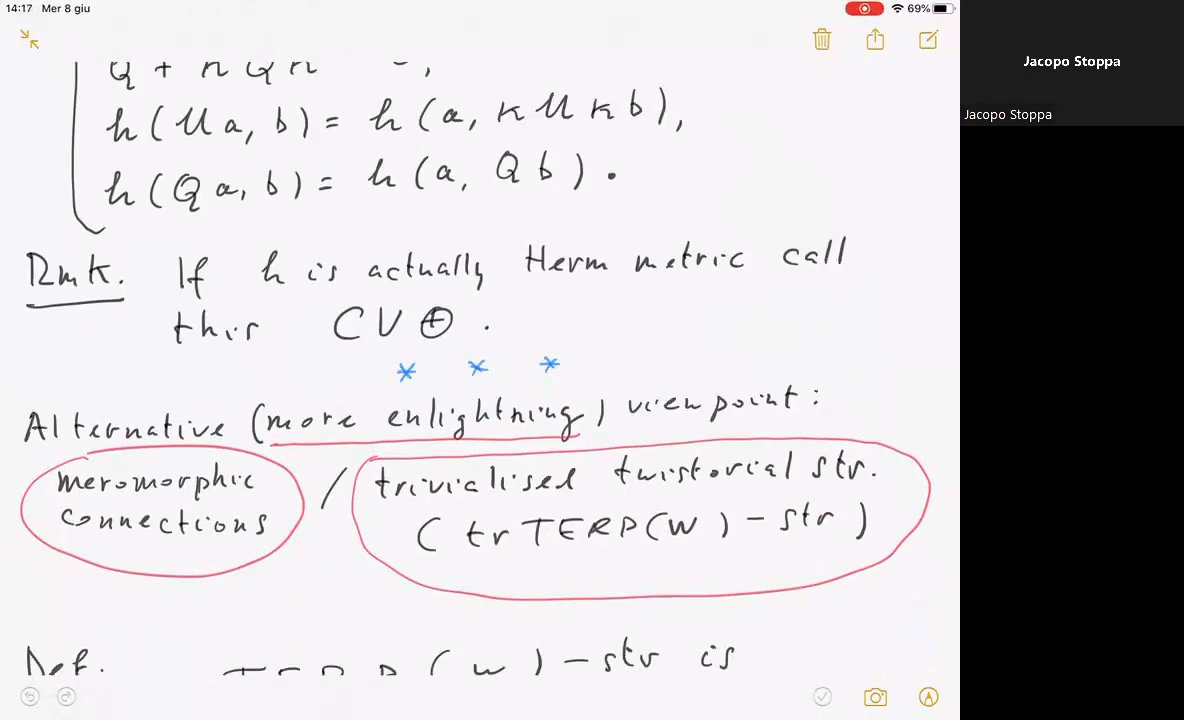 14:17 Mer 8 giu
69%
Jacopo Stoppa
Jacopo Stoppa
h(Ua, b) = h(a, κUκb),
h(Qa, b) = h(a, Qb).
Rmk. If h is actually Herm metric call
this CV⊕.
* * *
Alternative (more enlightning) viewpoint:
meromorphic / trivialised twistorial str.
connections (trTERP(W)-str)
Def. TERP(W)-str is